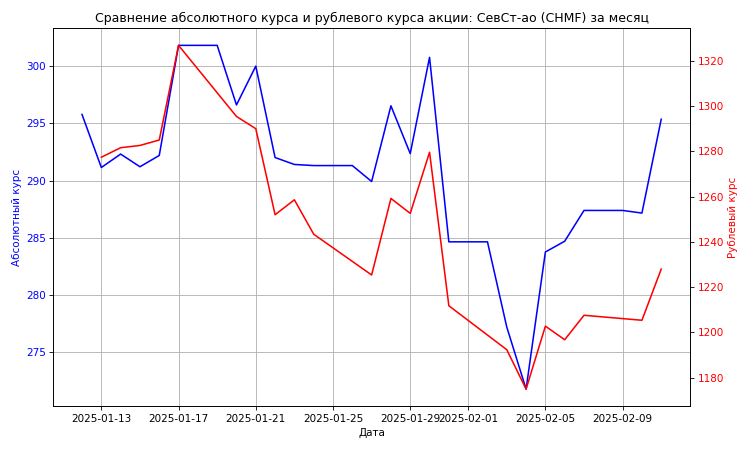 Сравнение абсолютного курса и рублевого курса акции: СевСт-ао (CHMF) за месяц
Абсолютный курс
300
295
290
285
280
275
1320
1300
1280
1260
1240
1220
1200
1180
Рублевый курс
2025-01-13 2025-01-17 2025-01-21 2025-01-25 2025-01-29 2025-02-01 2025-02-05 2025-02-09
Дата